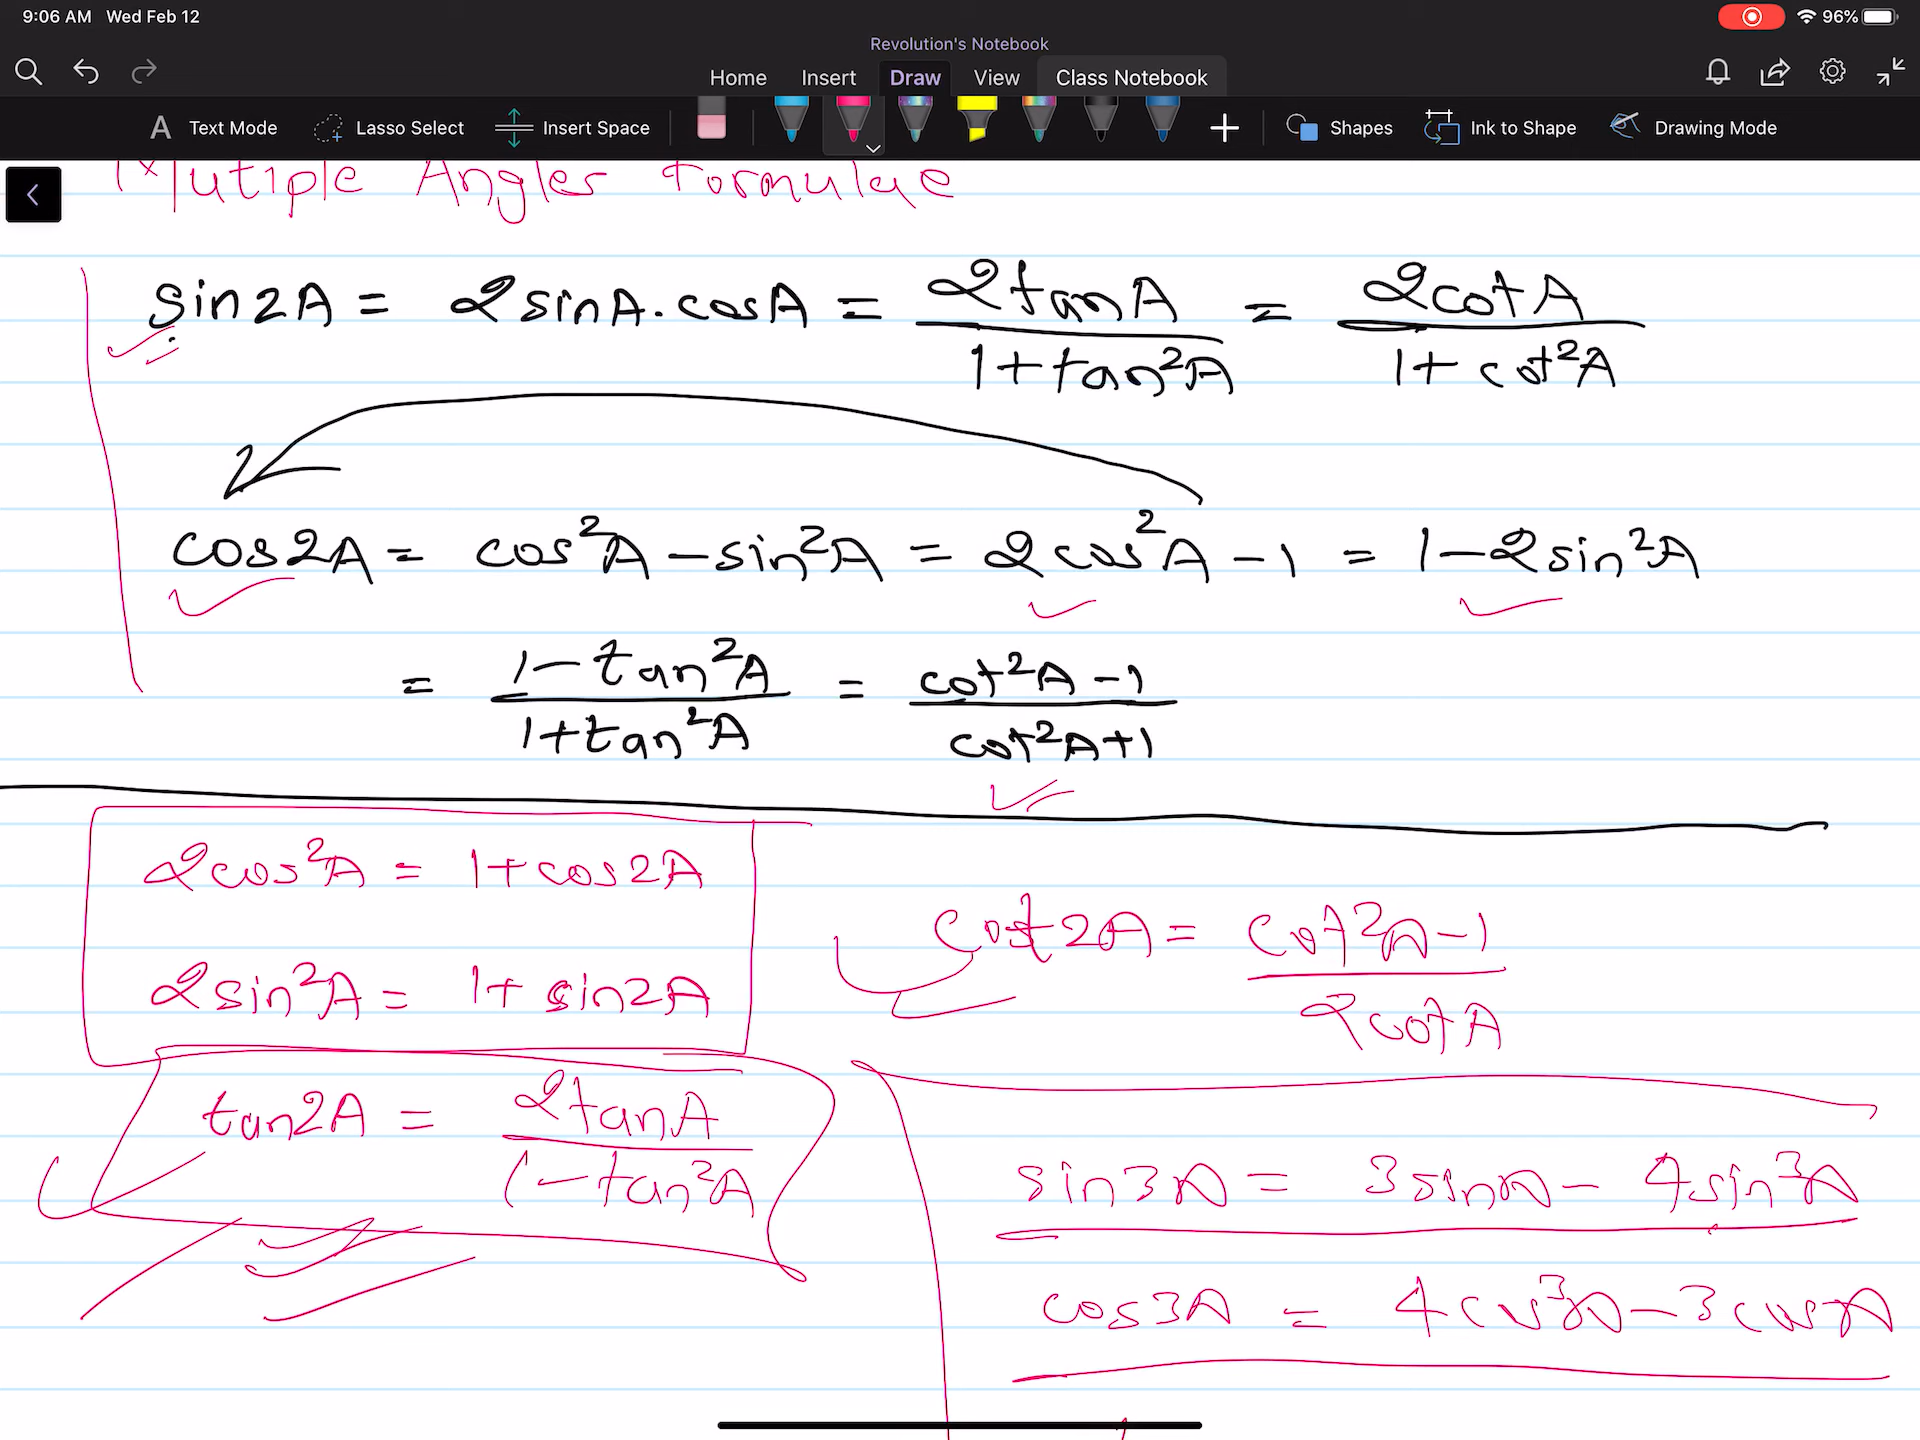 9:06 AM Wed Feb 12
96%
Revolution's Notebook
Home Insert Draw View Class Notebook
Text Mode Lasso Select Insert Space Shapes Ink to Shape Drawing Mode
Mutiple Angles Formulae
sin2A = 2sinA.cosA = 2tanA / 1+tan²A = 2cotA / 1+cot²A
cos2A = cos²A - sin²A = 2cos²A - 1 = 1 - 2sin²A
= 1-tan²A / 1+tan²A = cot²A-1 / cot²A+1
2cos²A = 1+cos2A
2sin²A = 1+sin2A
tan2A = 2tanA / 1-tan²A
cot2A = cot²A-1 / 2cotA
sin3A = 3sinA - 4sin³A
cos3A = 4cos³A - 3cosA